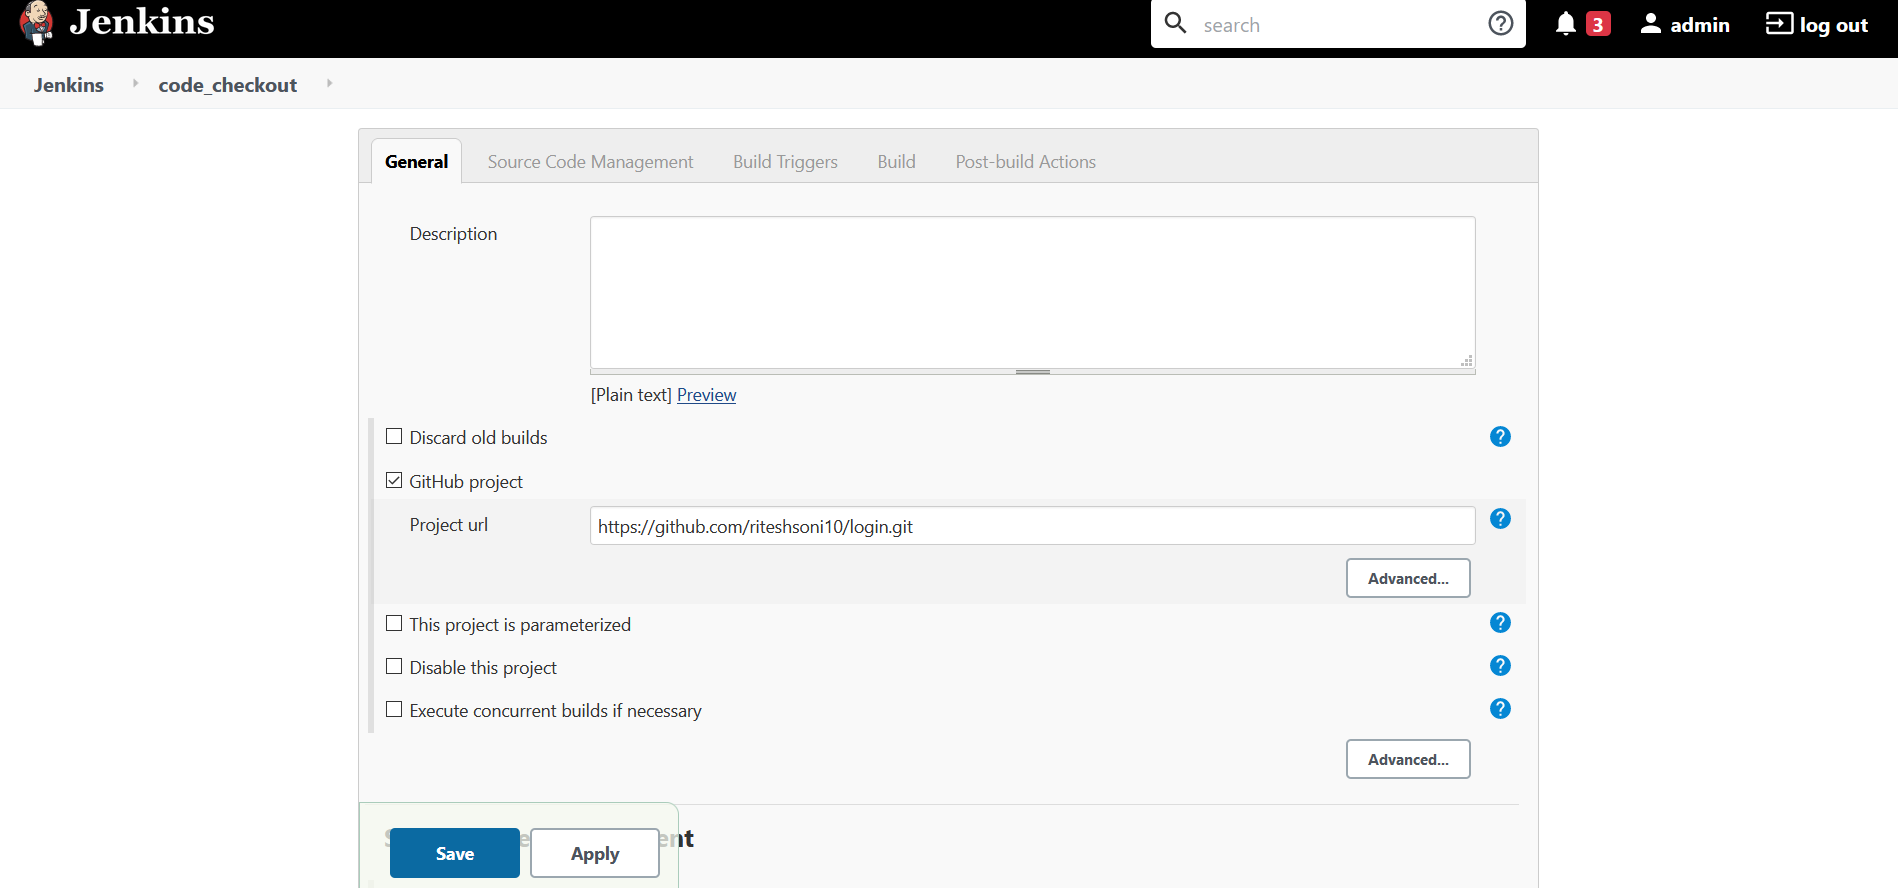 Jenkins
search
3
admin
log out
Jenkins
code_checkout
General
Source Code Management
Build Triggers
Build
Post-build Actions
Description
[Plain text] Preview
Discard old builds
GitHub project
Project url
https://github.com/riteshsoni10/login.git
Advanced...
This project is parameterized
Disable this project
Execute concurrent builds if necessary
Advanced...
Save
Apply